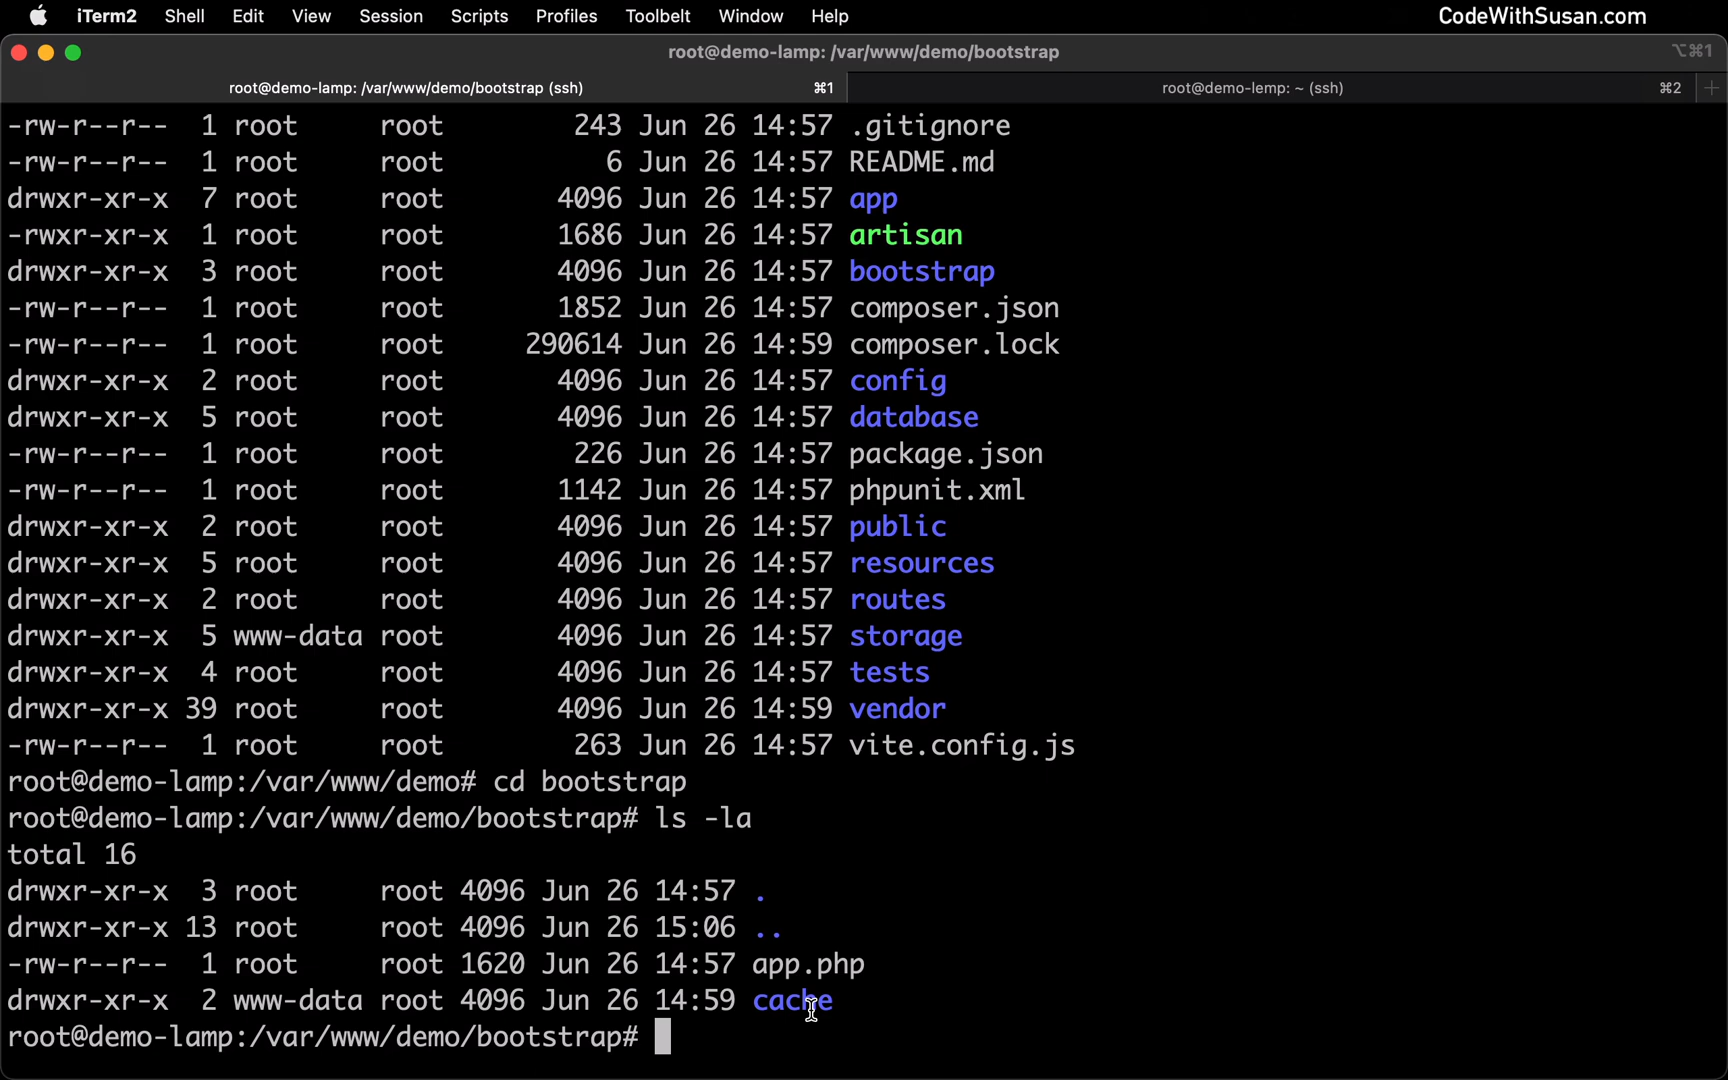 iTerm2 Shell Edit View Session Scripts Profiles Toolbelt Window Help CodeWithSusan.com
root@demo-lamp: /var/www/demo/bootstrap ⌥⌘1
root@demo-lamp: /var/www/demo/bootstrap (ssh) ⌘1 root@demo-lemp: ~ (ssh) ⌘2 +
-rw-r--r-- 1 root root 243 Jun 26 14:57 .gitignore
-rw-r--r-- 1 root root 6 Jun 26 14:57 README.md
drwxr-xr-x 7 root root 4096 Jun 26 14:57 app
-rwxr-xr-x 1 root root 1686 Jun 26 14:57 artisan
drwxr-xr-x 3 root root 4096 Jun 26 14:57 bootstrap
-rw-r--r-- 1 root root 1852 Jun 26 14:57 composer.json
-rw-r--r-- 1 root root 290614 Jun 26 14:59 composer.lock
drwxr-xr-x 2 root root 4096 Jun 26 14:57 config
drwxr-xr-x 5 root root 4096 Jun 26 14:57 database
-rw-r--r-- 1 root root 226 Jun 26 14:57 package.json
-rw-r--r-- 1 root root 1142 Jun 26 14:57 phpunit.xml
drwxr-xr-x 2 root root 4096 Jun 26 14:57 public
drwxr-xr-x 5 root root 4096 Jun 26 14:57 resources
drwxr-xr-x 2 root root 4096 Jun 26 14:57 routes
drwxr-xr-x 5 www-data root 4096 Jun 26 14:57 storage
drwxr-xr-x 4 root root 4096 Jun 26 14:57 tests
drwxr-xr-x 39 root root 4096 Jun 26 14:59 vendor
-rw-r--r-- 1 root root 263 Jun 26 14:57 vite.config.js
root@demo-lamp:/var/www/demo# cd bootstrap
root@demo-lamp:/var/www/demo/bootstrap# ls -la
total 16
drwxr-xr-x 3 root root 4096 Jun 26 14:57 .
drwxr-xr-x 13 root root 4096 Jun 26 15:06 ..
-rw-r--r-- 1 root root 1620 Jun 26 14:57 app.php
drwxr-xr-x 2 www-data root 4096 Jun 26 14:59 cache
root@demo-lamp:/var/www/demo/bootstrap#